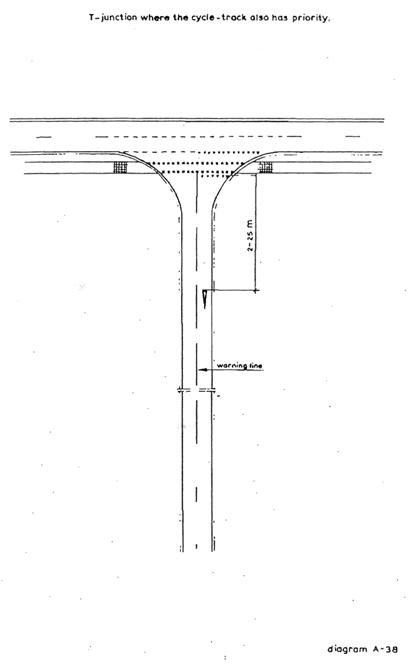 T-junction where the cycle-track also has priority.
2-25 m
warning line
diagram A-38